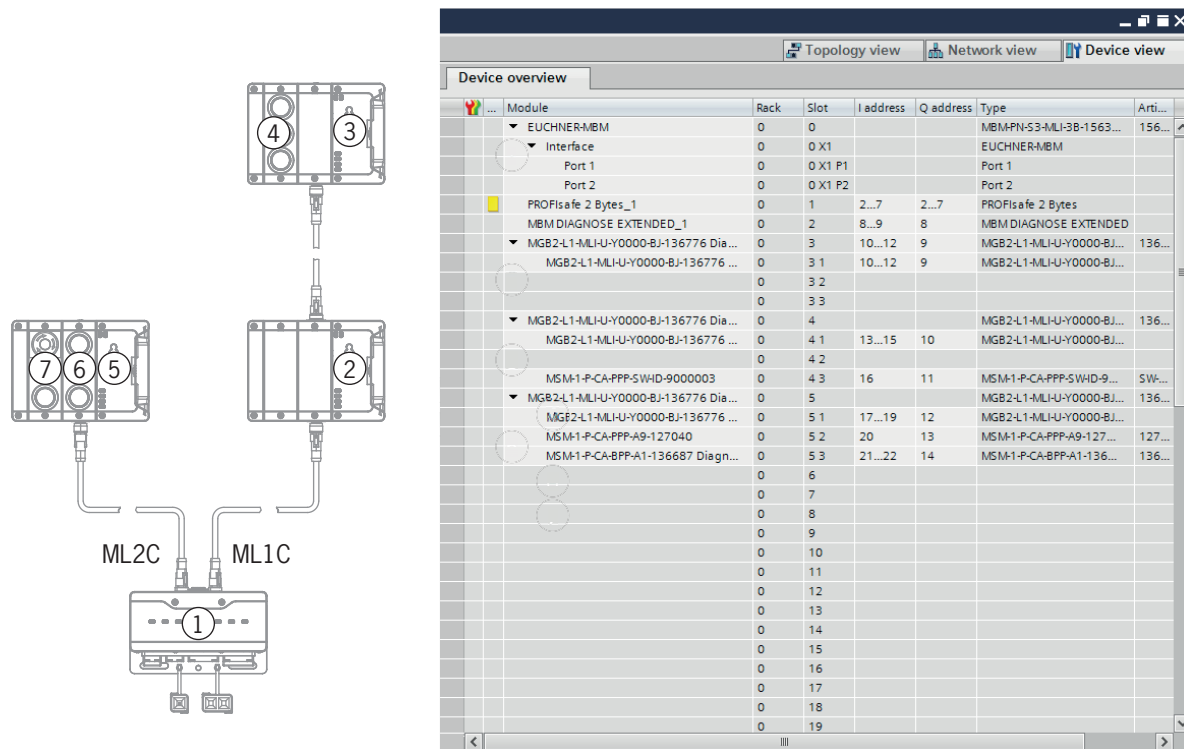 4
3
7
6
5
2
ML2C
ML1C
1
Topology view
Network view
Device view
Device overview
... Module Rack Slot I address Q address Type Arti...
EUCHNER-MBM 0 0 MBM-PN-S3-MLI-3B-1563... 156...
Interface 0 0 X1 EUCHNER-MBM
Port 1 0 0 X1 P1 Port 1
Port 2 0 0 X1 P2 Port 2
PROFIsafe 2 Bytes_1 0 1 2...7 2...7 PROFIsafe 2 Bytes
MBM DIAGNOSE EXTENDED_1 0 2 8...9 8 MBM DIAGNOSE EXTENDED
MGB2-L1-MLI-U-Y0000-BJ-136776 Dia... 0 3 10...12 9 MGB2-L1-MLI-U-Y0000-BJ... 136...
MGB2-L1-MLI-U-Y0000-BJ-136776 ... 0 3 1 10...12 9 MGB2-L1-MLI-U-Y0000-BJ...
0 3 2
0 3 3
MGB2-L1-MLI-U-Y0000-BJ-136776 Dia... 0 4 MGB2-L1-MLI-U-Y0000-BJ... 136...
MGB2-L1-MLI-U-Y0000-BJ-136776 ... 0 4 1 13...15 10 MGB2-L1-MLI-U-Y0000-BJ...
0 4 2
MSM-1-P-CA-PPP-SW-ID-9000003 0 4 3 16 11 MSM-1-P-CA-PPP-SW-ID-9... SW-...
MGB2-L1-MLI-U-Y0000-BJ-136776 Dia... 0 5 MGB2-L1-MLI-U-Y0000-BJ... 136...
MGB2-L1-MLI-U-Y0000-BJ-136776 ... 0 5 1 17...19 12 MGB2-L1-MLI-U-Y0000-BJ...
MSM-1-P-CA-PPP-A9-127040 0 5 2 20 13 MSM-1-P-CA-PPP-A9-127... 127...
MSM-1-P-CA-BPP-A1-136687 Diagn... 0 5 3 21...22 14 MSM-1-P-CA-BPP-A1-136... 136...
0 6
0 7
0 8
0 9
0 10
0 11
0 12
0 13
0 14
0 15
0 16
0 17
0 18
0 19